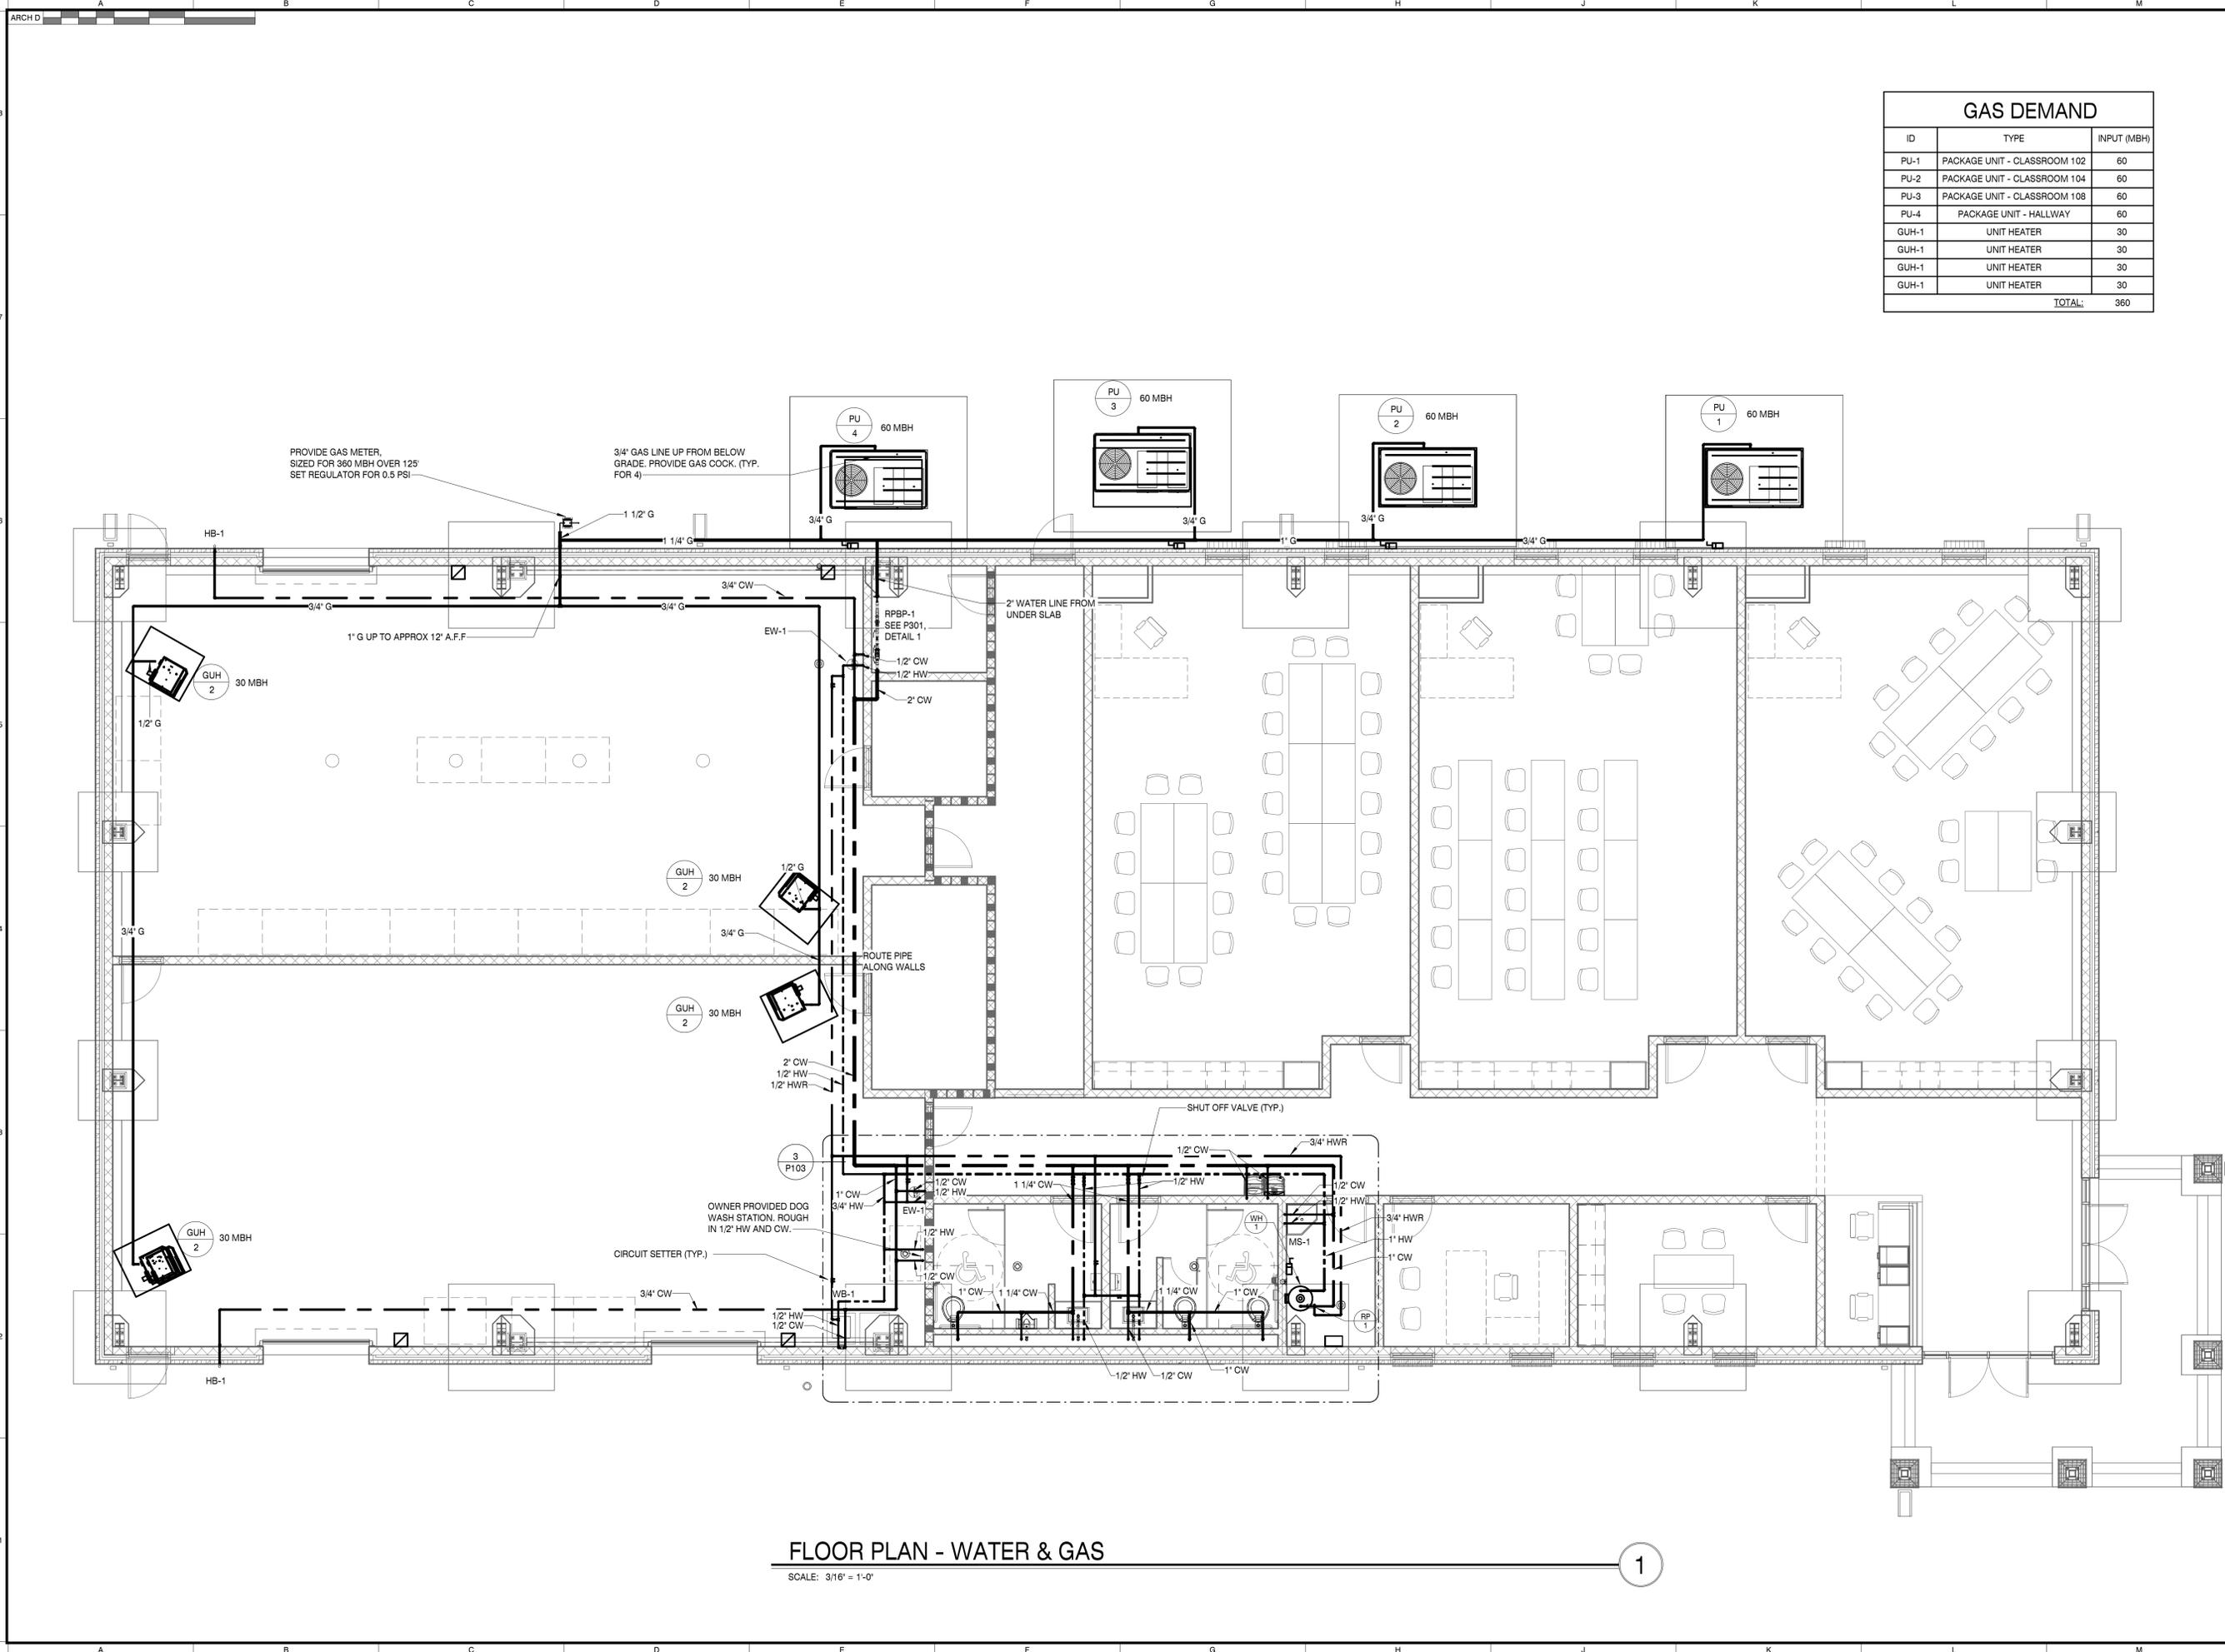 A B C D E F G H J K L M
ARCH D
8
7
6
5
4
3
2
1
GAS DEMAND
ID TYPE INPUT (MBH)
PU-1 PACKAGE UNIT - CLASSROOM 102 60
PU-2 PACKAGE UNIT - CLASSROOM 104 60
PU-3 PACKAGE UNIT - CLASSROOM 108 60
PU-4 PACKAGE UNIT - HALLWAY 60
GUH-1 UNIT HEATER 30
GUH-1 UNIT HEATER 30
GUH-1 UNIT HEATER 30
GUH-1 UNIT HEATER 30
TOTAL: 360
PU
4
60 MBH
PU
3
60 MBH
PU
2
60 MBH
PU
1
60 MBH
PROVIDE GAS METER,
SIZED FOR 360 MBH OVER 125'
SET REGULATOR FOR 0.5 PSI
3/4" GAS LINE UP FROM BELOW
GRADE. PROVIDE GAS COCK. (TYP.
FOR 4)
1 1/2" G
3/4" G
3/4" G
3/4" G
HB-1
1 1/4" G
1" G
3/4" G
3/4" CW
3/4" G
3/4" G
2" WATER LINE FROM
UNDER SLAB
RPBP-1
SEE P301,
DETAIL 1
1" G UP TO APPROX 12' A.F.F
EW-1
1/2" CW
1/2" HW
2" CW
GUH
2
30 MBH
1/2" G
GUH
2
30 MBH
1/2" G
3/4" G
3/4" G
ROUTE PIPE
ALONG WALLS
GUH
2
30 MBH
2" CW
1/2" HW
1/2" HWR
SHUT OFF VALVE (TYP.)
3
P103
1/2" CW
3/4" HWR
1/2" CW
1/2" HW
1 1/4" CW
1/2" HW
1/2" CW
1/2" HW
1" CW
3/4" HW
EW-1
OWNER PROVIDED DOG
WASH STATION. ROUGH
IN 1/2" HW AND CW.
1/2" HW
WH
1
MS-1
3/4" HWR
1" HW
1" CW
GUH
2
30 MBH
CIRCUIT SETTER (TYP.)
1/2" CW
3/4" CW
WB-1
1" CW
1 1/4" CW
1 1/4" CW
1" CW
1/2" HW
1/2" CW
RP
1
1" CW
1/2" HW
1/2" CW
HB-1
FLOOR PLAN - WATER & GAS
1
SCALE: 3/16" = 1'-0"
A B C D E F G H J K L M